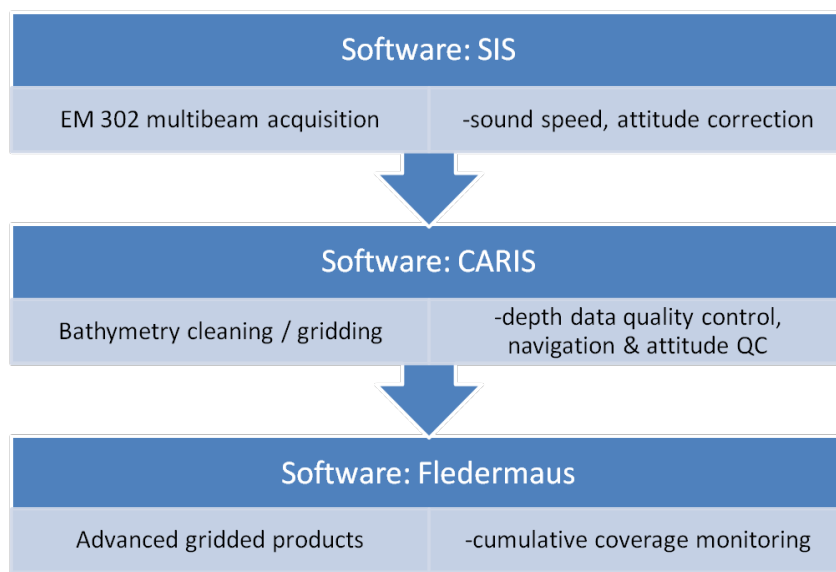 Software: SIS
EM 302 multibeam acquisition
-sound speed, attitude correction
Software: CARIS
Bathymetry cleaning / gridding
-depth data quality control,
navigation & attitude QC
Software: Fledermaus
Advanced gridded products
-cumulative coverage monitoring